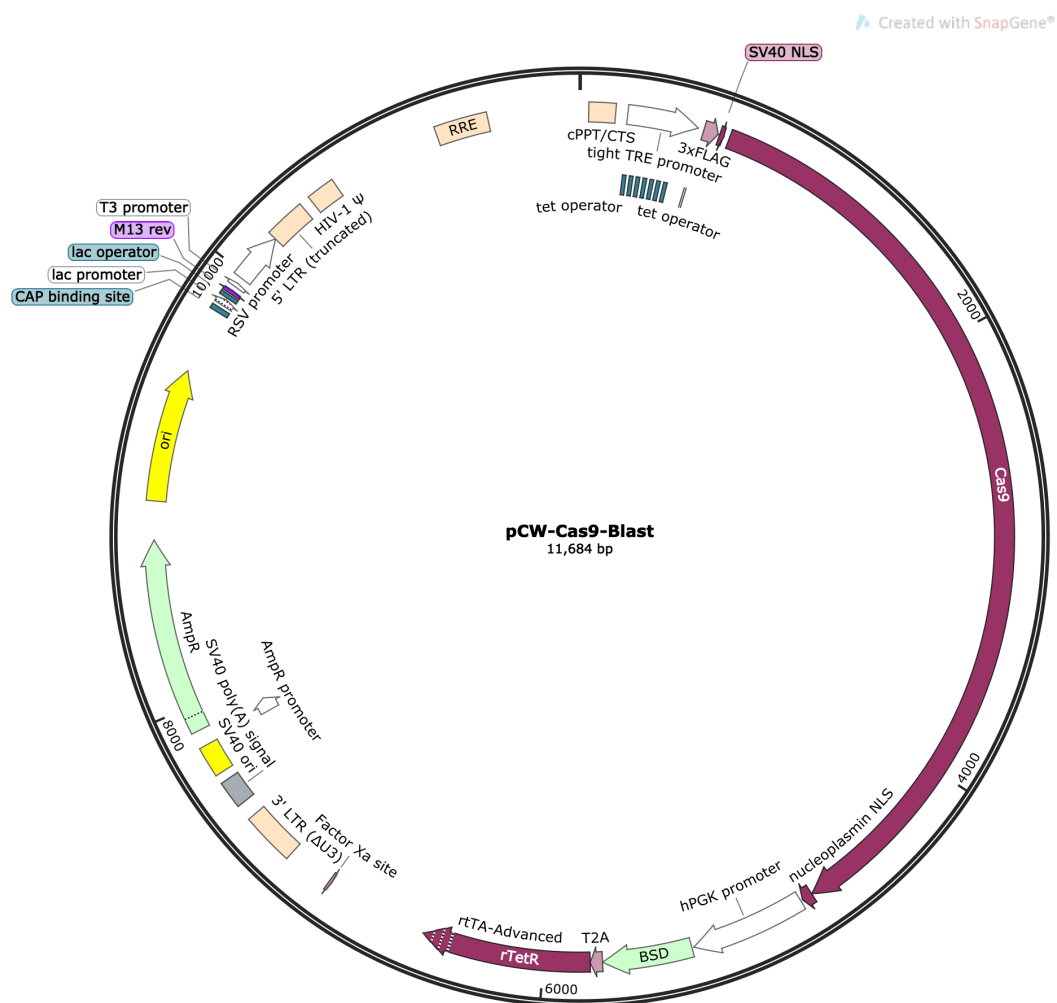 Created with SnapGene®
SV40 NLS
RRE
cPPT/CTS
3xFLAG
tight TRE promoter
tet operator
tet operator
HIV-1 Ψ
5' LTR (truncated)
RSV promoter
T3 promoter
M13 rev
lac operator
lac promoter
CAP binding site
10,000
2000
Cas9
ori
pCW-Cas9-Blast
11,684 bp
AmpR
AmpR promoter
SV40 poly(A) signal
SV40 ori
8000
3' LTR (ΔU3)
Factor Xa site
4000
nucleoplasmin NLS
hPGK promoter
rtTA-Advanced
T2A
rTetR
BSD
6000